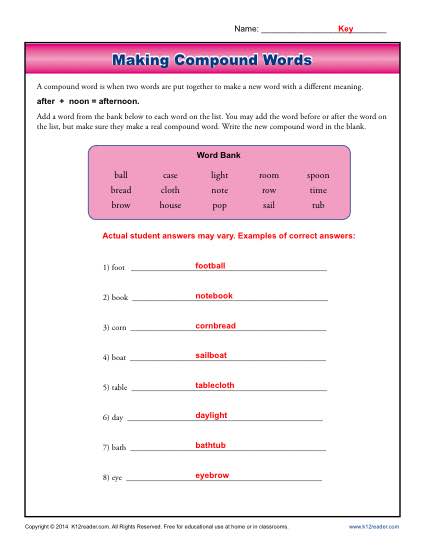 Name: Key
Making Compound Words
A compound word is when two words are put together to make a new word with a different meaning.
after + noon = afternoon.
Add a word from the bank below to each word on the list. You may add the word before or after the word on
the list, but make sure they make a real compound word. Write the new compound word in the blank.
Word Bank
ball case light room spoon
bread cloth note row time
brow house pop sail tub
Actual student answers may vary. Examples of correct answers:
1) foot football
2) book notebook
3) corn cornbread
4) boat sailboat
5) table tablecloth
6) day daylight
7) bath bathtub
8) eye eyebrow
Copyright © 2014 K12reader.com. All Rights Reserved. Free for educational use at home or in classrooms. www.k12reader.com